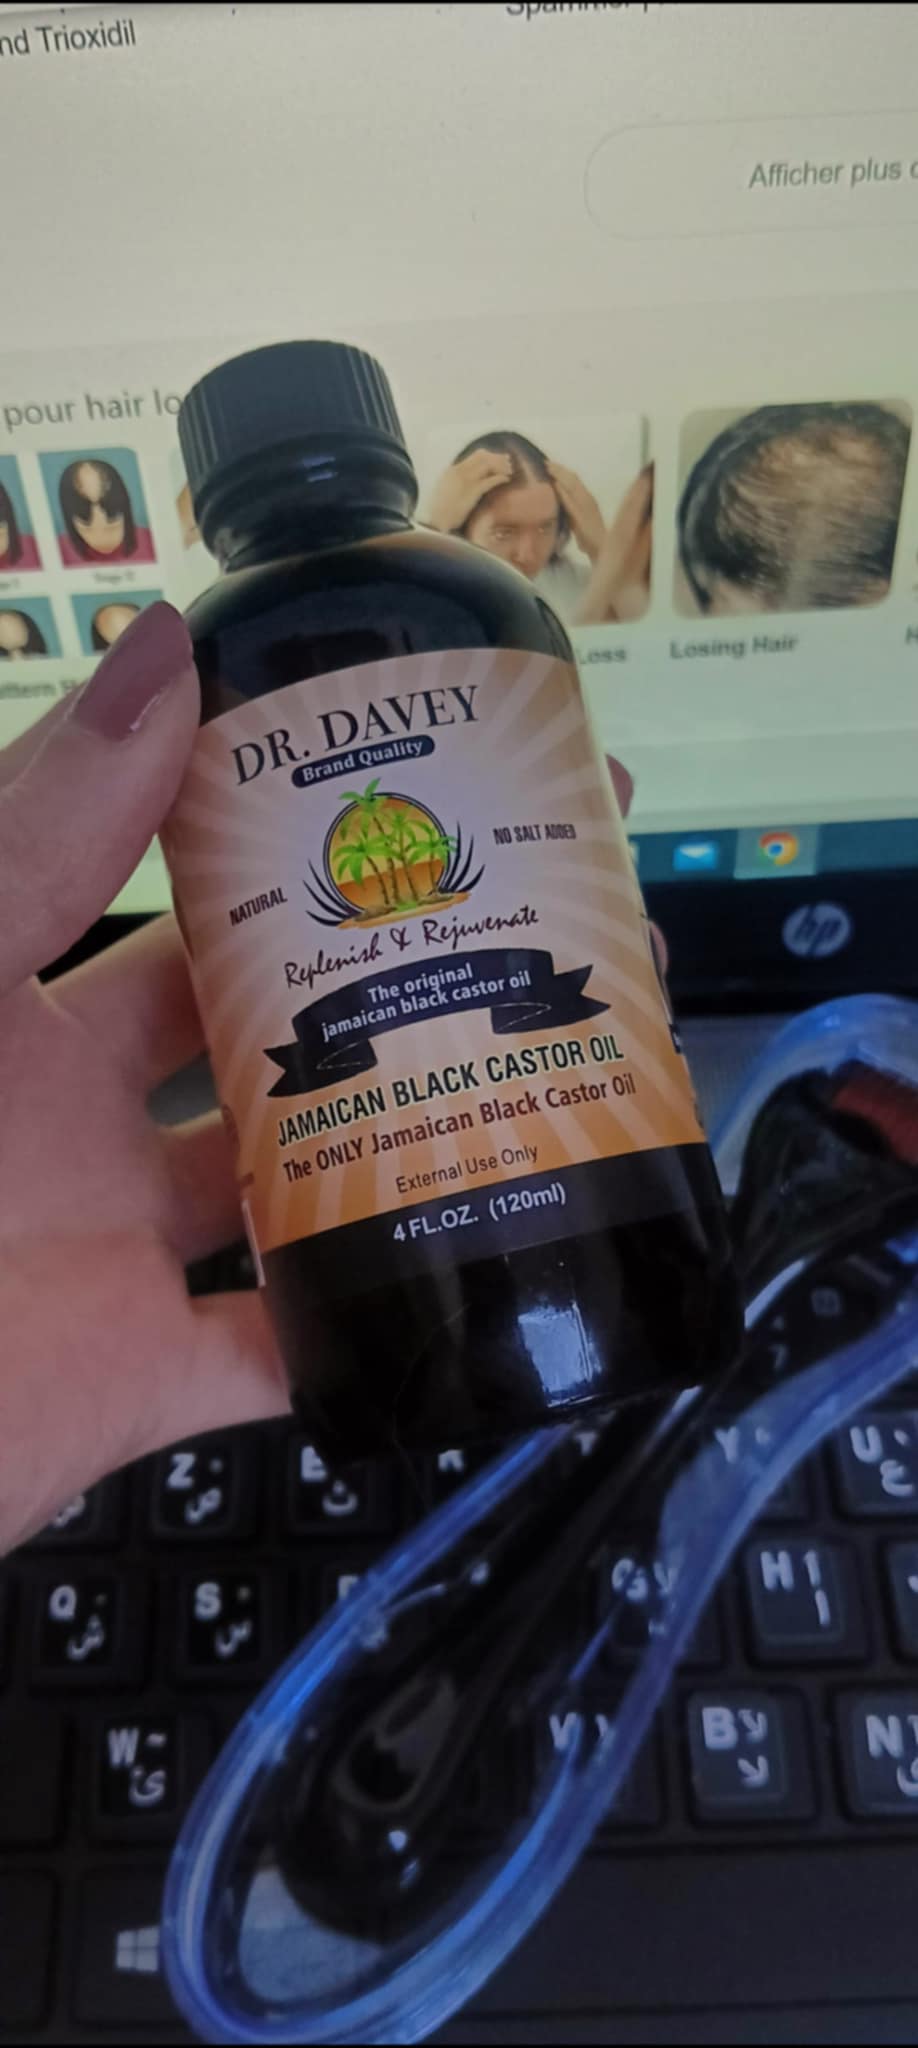 nd Trioxidil
Afficher plus
pour hair lo
Loss
Losing Hair
DR. DAVEY
Brand Quality
NO SALT ADDED
NATURAL
Replenish & Rejuvenate
The original
jamaican black castor oil
JAMAICAN BLACK CASTOR OIL
The ONLY Jamaican Black Castor Oil
External Use Only
4 FL.OZ. (120ml)
hp
Z ص
E ث
R
T
Y
U ع
Q ش
S س
G
H ا
W ئ
V
B لا
N